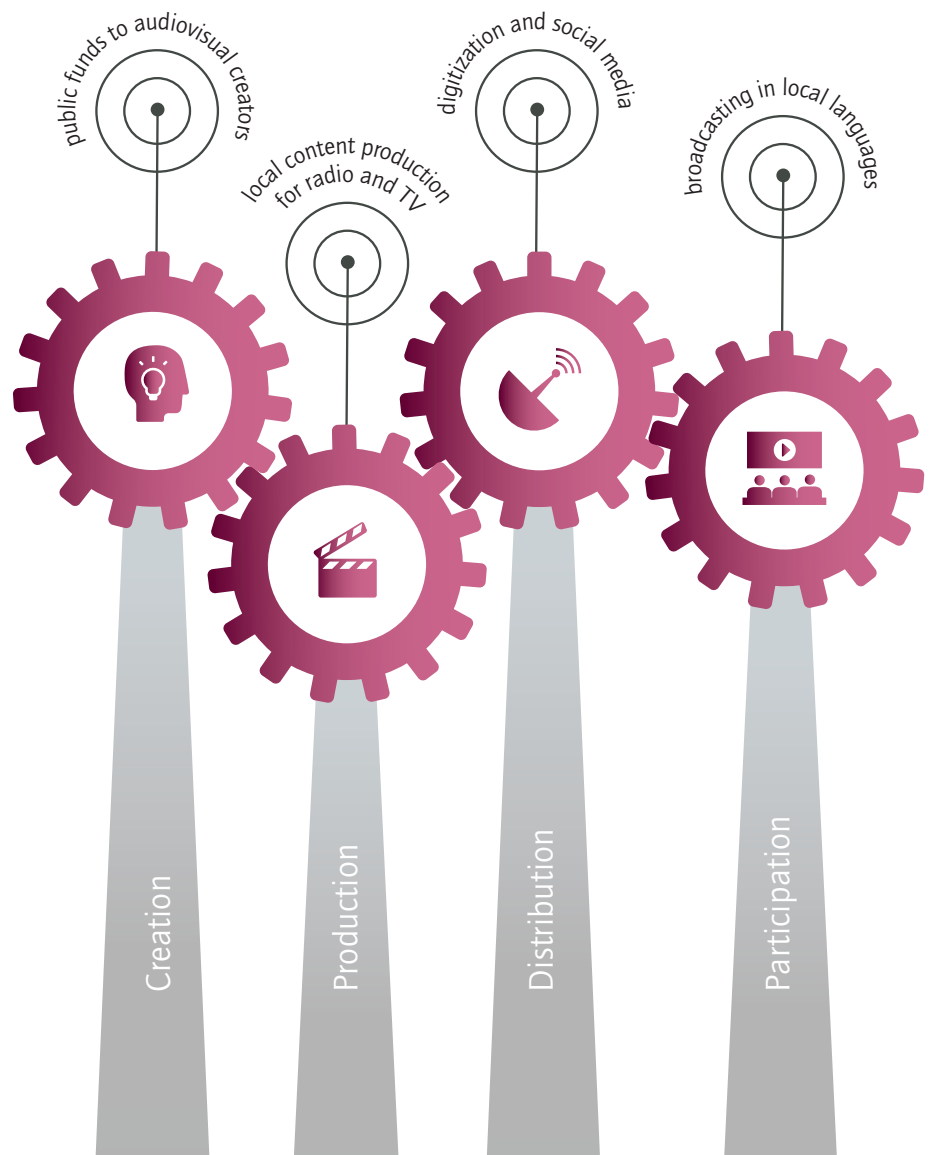 public funds to audiovisual creators
local content production
for radio and TV
digitization and social media
broadcasting in local languages
Creation
Production
Distribution
Participation